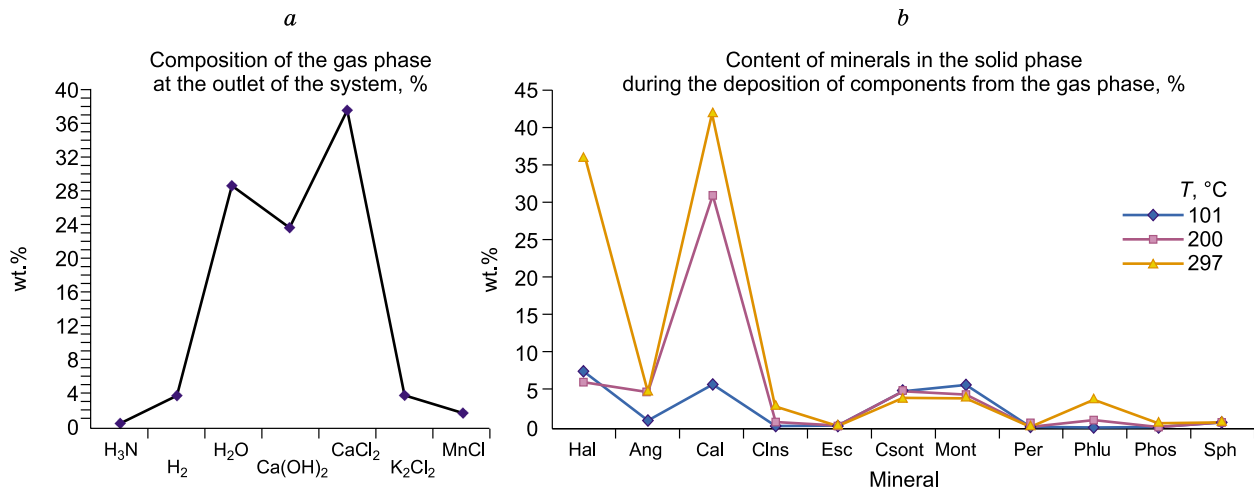 a
Composition of the gas phase
at the outlet of the system, %
40
36
32
28
24
20
16
12
8
4
0
wt.%
H₃N
H₂
H₂O
Ca(OH)₂
CaCl₂
K₂Cl₂
MnCl
b
Content of minerals in the solid phase
during the deposition of components from the gas phase, %
45
40
35
30
25
20
15
10
5
0
wt.%
T, °C
101
200
297
Hal Ang Cal Clns Esc Csont Mont Per Phlu Phos Sph
Mineral